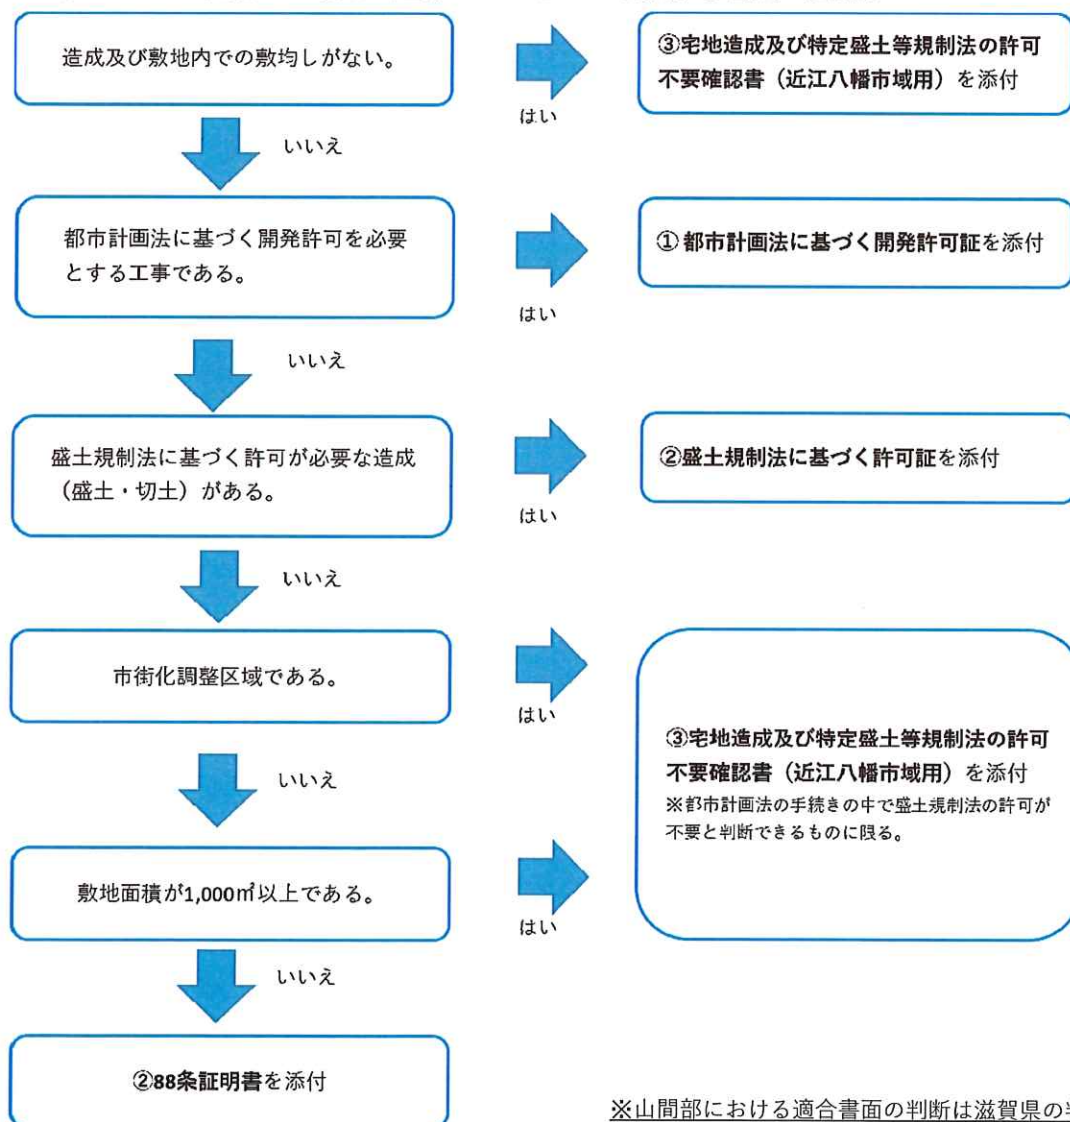 造成及び敷地内での敷均しがない。
はい
③宅地造成及び特定盛土等規制法の許可
不要確認書（近江八幡市域用）を添付
いいえ
都市計画法に基づく開発許可を必要
とする工事である。
はい
①都市計画法に基づく開発許可証を添付
いいえ
盛土規制法に基づく許可が必要な造成
（盛土・切土）がある。
はい
②盛土規制法に基づく許可証を添付
いいえ
市街化調整区域である。
はい
③宅地造成及び特定盛土等規制法の許可
不要確認書（近江八幡市域用）を添付
※都市計画法の手続きの中で盛土規制法の許可が
不要と判断できるものに限る。
いいえ
敷地面積が1,000㎡以上である。
はい
いいえ
②88条証明書を添付
※山間部における適合書面の判断は滋賀県の